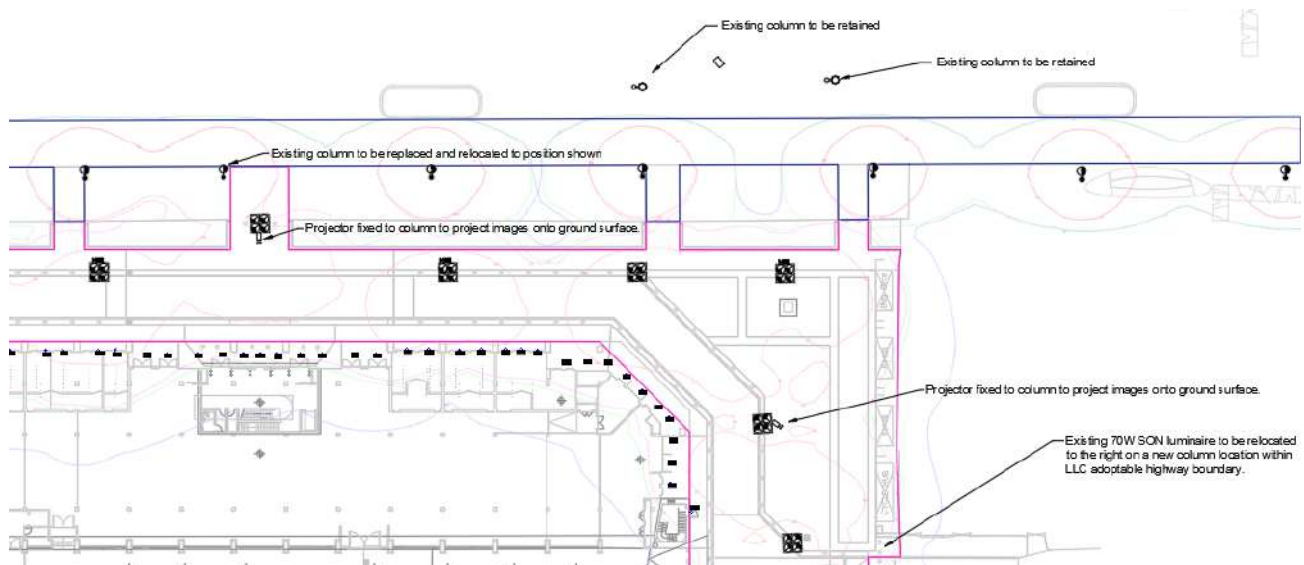 Existing column to be retained
Existing column to be retained
Existing column to be replaced and relocated to position shown
Projector fixed to column to project images onto ground surface.
Projector fixed to column to project images onto ground surface.
Existing 70W SON luminaire to be relocated
to the right on a new column location within
LLC adoptable highway boundary.